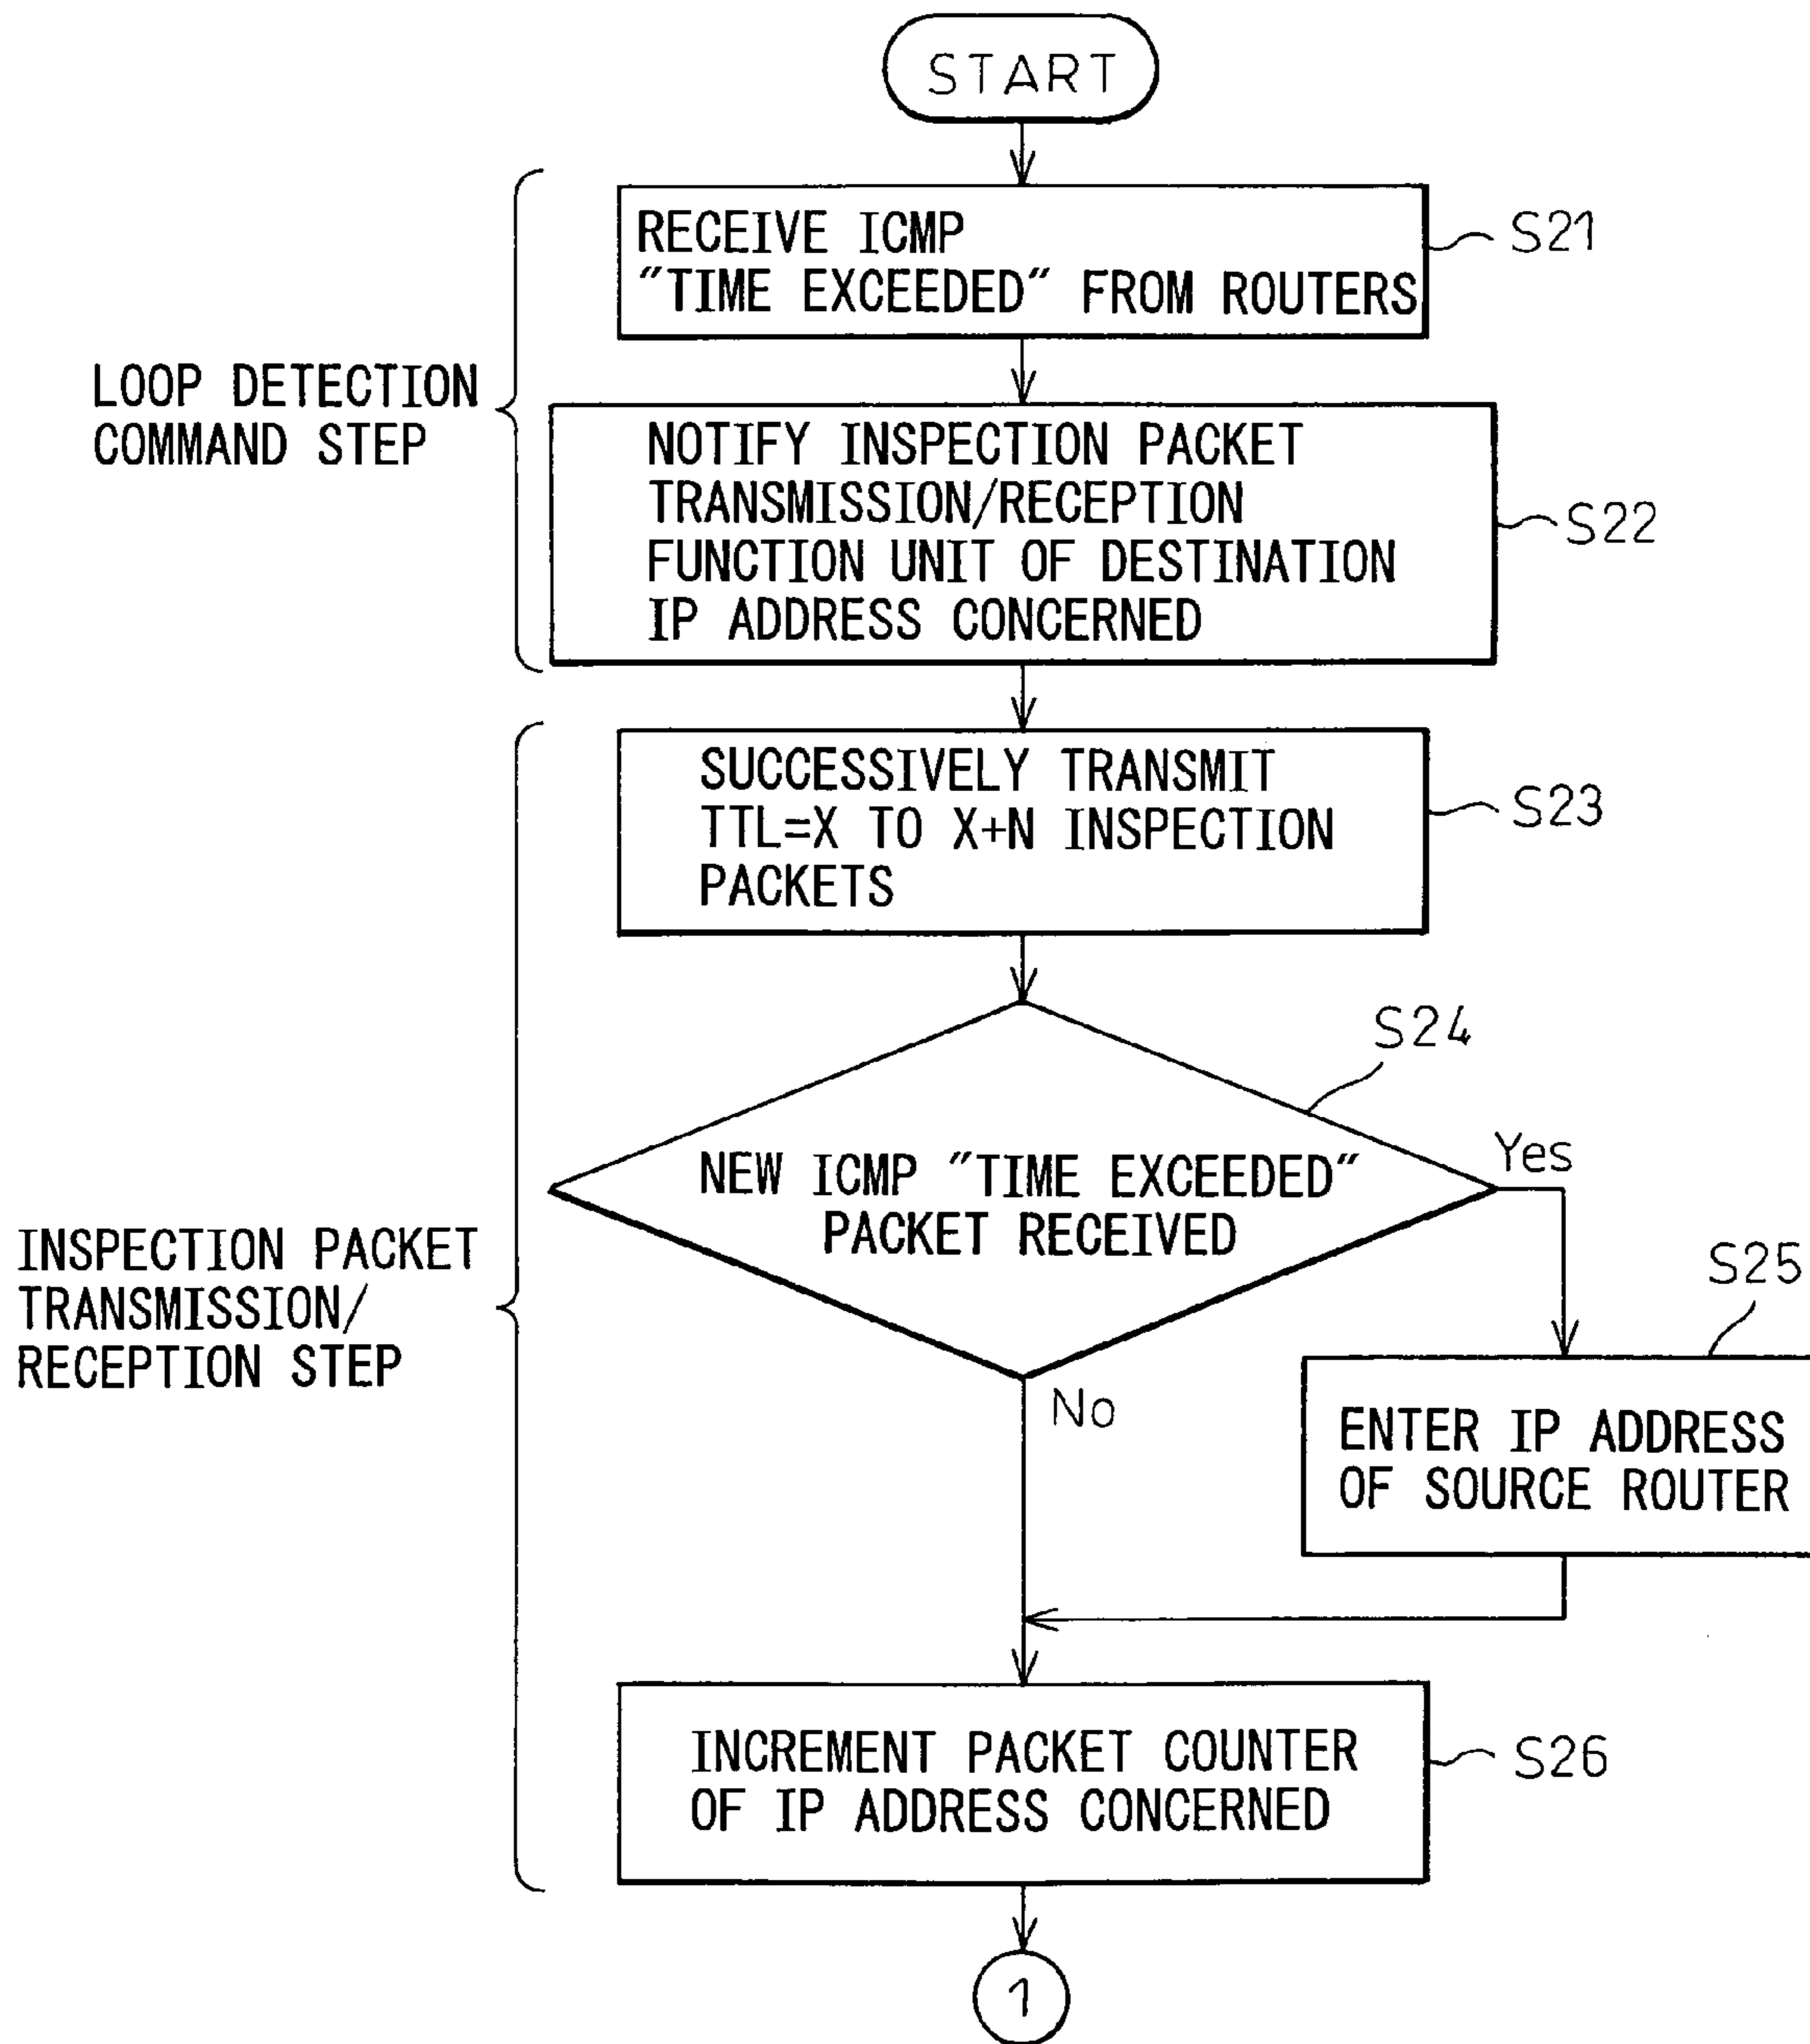 START
RECEIVE ICMP
"TIME EXCEEDED" FROM ROUTERS
S21
LOOP DETECTION
COMMAND STEP
NOTIFY INSPECTION PACKET
TRANSMISSION/RECEPTION
FUNCTION UNIT OF DESTINATION
IP ADDRESS CONCERNED
S22
SUCCESSIVELY TRANSMIT
TTL=X TO X+N INSPECTION
PACKETS
S23
S24
NEW ICMP "TIME EXCEEDED"
PACKET RECEIVED
Yes
No
INSPECTION PACKET
TRANSMISSION/
RECEPTION STEP
S25
ENTER IP ADDRESS
OF SOURCE ROUTER
INCREMENT PACKET COUNTER
OF IP ADDRESS CONCERNED
S26
1